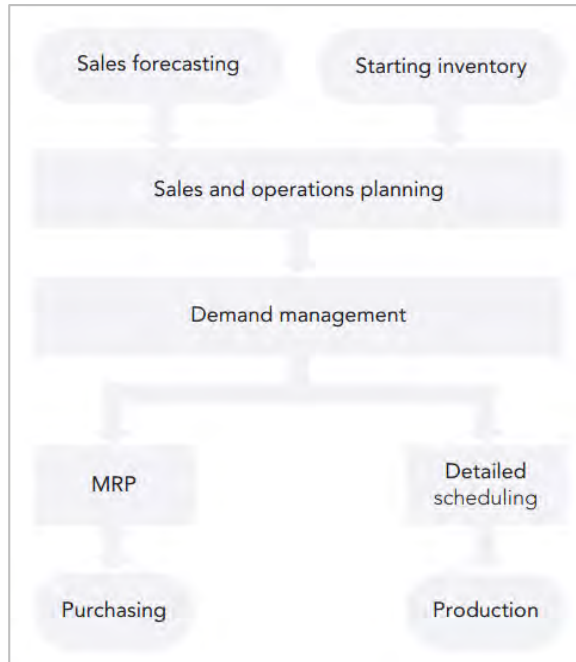 Sales forecasting
Starting inventory
Sales and operations planning
Demand management
MRP
Detailed
scheduling
Purchasing
Production